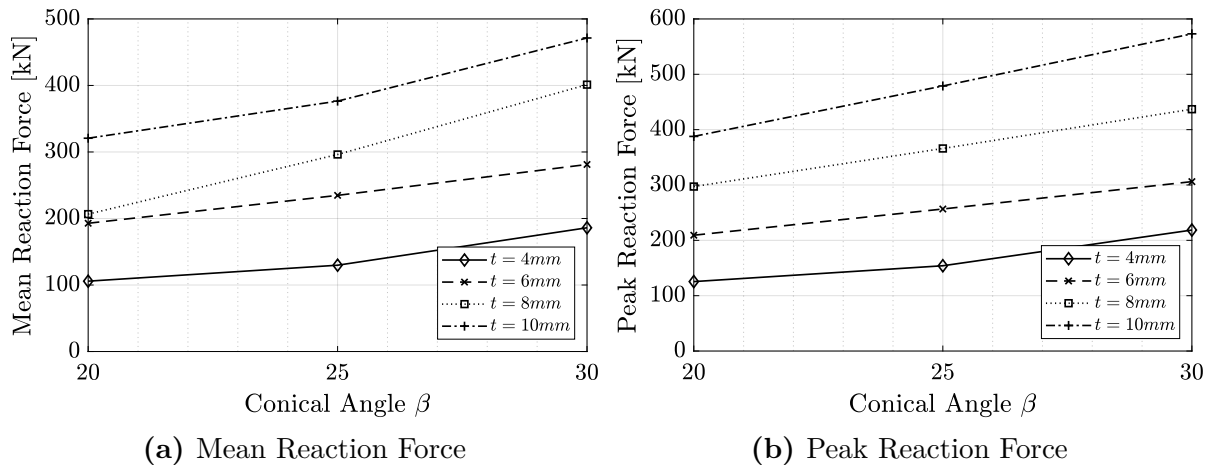 500
400
300
200
100
0
20
25
30
Mean Reaction Force [kN]
Conical Angle β
t = 4mm
t = 6mm
t = 8mm
t = 10mm
(a) Mean Reaction Force
600
500
400
300
200
100
0
20
25
30
Peak Reaction Force [kN]
Conical Angle β
t = 4mm
t = 6mm
t = 8mm
t = 10mm
(b) Peak Reaction Force